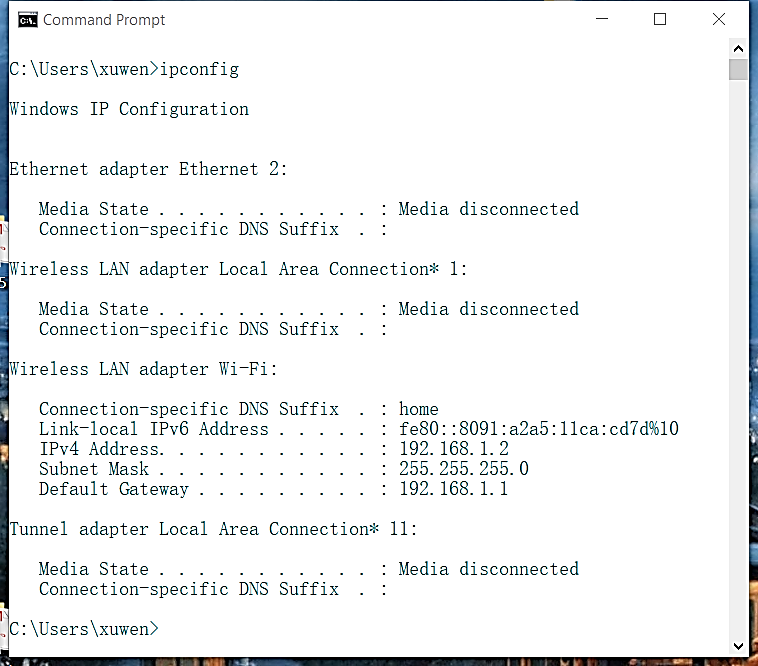 Command Prompt
C:\Users\xuwen>ipconfig
Windows IP Configuration
Ethernet adapter Ethernet 2:
Media State . . . . . . . . . . . : Media disconnected
Connection-specific DNS Suffix  . :
Wireless LAN adapter Local Area Connection* 1:
Media State . . . . . . . . . . . : Media disconnected
Connection-specific DNS Suffix  . :
Wireless LAN adapter Wi-Fi:
Connection-specific DNS Suffix  . : home
Link-local IPv6 Address . . . . . : fe80::8091:a2a5:11ca:cd7d%10
IPv4 Address. . . . . . . . . . . : 192.168.1.2
Subnet Mask . . . . . . . . . . . : 255.255.255.0
Default Gateway . . . . . . . . . : 192.168.1.1
Tunnel adapter Local Area Connection* 11:
Media State . . . . . . . . . . . : Media disconnected
Connection-specific DNS Suffix  . :
C:\Users\xuwen>